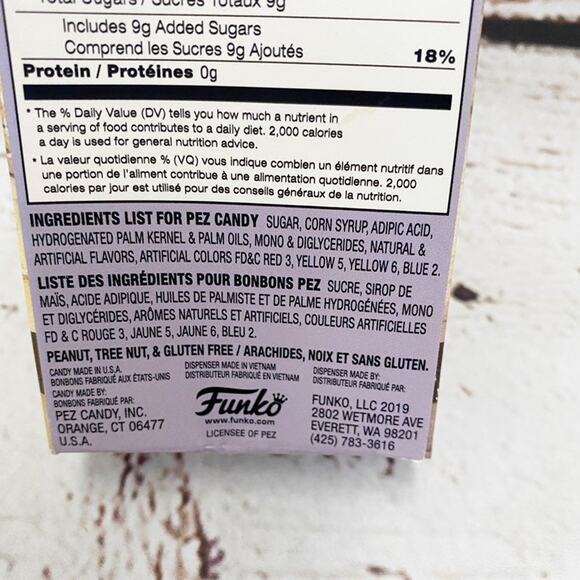 Total Sugars / Sucres Totaux 9g
Includes 9g Added Sugars
Comprend les Sucres 9g Ajoutés 18%
Protein / Protéines 0g
* The % Daily Value (DV) tells you how much a nutrient in
a serving of food contributes to a daily diet. 2,000 calories
a day is used for general nutrition advice.
* La valeur quotidienne % (VQ) vous indique combien un élément nutritif dans
une portion de l'aliment contribue à une alimentation quotidienne. 2,000
calories par jour est utilisé pour des conseils généraux de la nutrition.
INGREDIENTS LIST FOR PEZ CANDY SUGAR, CORN SYRUP, ADIPIC ACID,
HYDROGENATED PALM KERNEL & PALM OILS, MONO & DIGLYCERIDES, NATURAL &
ARTIFICIAL FLAVORS, ARTIFICIAL COLORS FD&C RED 3, YELLOW 5, YELLOW 6, BLUE 2.
LISTE DES INGRÉDIENTS POUR BONBONS PEZ SUCRE, SIROP DE
MAÏS, ACIDE ADIPIQUE, HUILES DE PALMISTE ET DE PALME HYDROGÉNÉES, MONO
ET DIGLYCÉRIDES, ARÔMES NATURELS ET ARTIFICIELS, COULEURS ARTIFICIELLES
FD & C ROUGE 3, JAUNE 5, JAUNE 6, BLEU 2.
PEANUT, TREE NUT, & GLUTEN FREE / ARACHIDES, NOIX ET SANS GLUTEN.
CANDY MADE IN U.S.A.
BONBONS FABRIQUÉ AUX ÉTATS-UNIS
CANDY MADE BY:
BONBONS FABRIQUÉ PAR:
PEZ CANDY, INC.
ORANGE, CT 06477
U.S.A.
DISPENSER MADE IN VIETNAM
DISTRIBUTEUR FABRIQUÉ EN VIETNAM
Funko
www.funko.com
LICENSEE OF PEZ
DISPENSER MADE BY:
DISTRIBUTEUR FABRIQUÉ PAR:
FUNKO, LLC 2019
2802 WETMORE AVE
EVERETT, WA 98201
(425) 783-3616